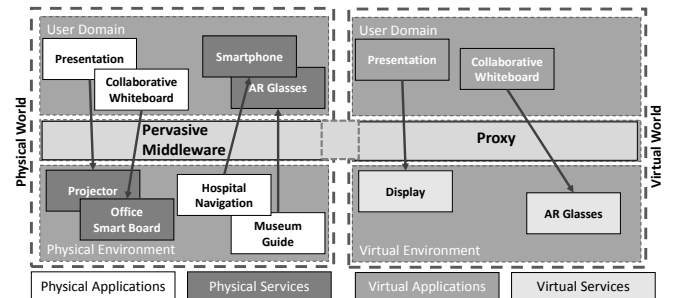 User Domain
Presentation
Collaborative
Whiteboard
Smartphone
AR Glasses
Physical World
Pervasive
Middleware
Projector
Office
Smart Board
Hospital
Navigation
Museum
Guide
Physical Environment
User Domain
Presentation
Collaborative
Whiteboard
Proxy
Virtual World
Display
AR Glasses
Virtual Environment
Physical Applications
Physical Services
Virtual Applications
Virtual Services